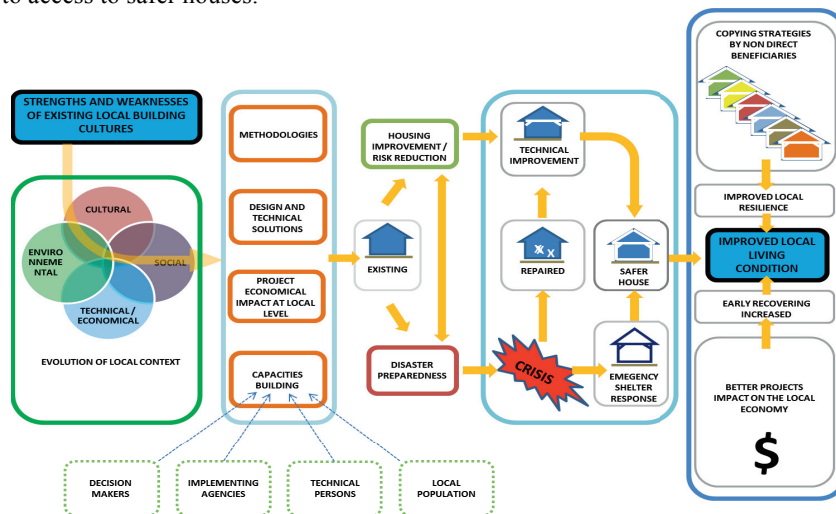 to access to safer houses.
STRENGTHS AND WEAKNESSES
OF EXISTING LOCAL BUILDING
CULTURES
CULTURAL
ENVIRO
NNEME
NTAL
SOCIAL
TECHNICAL /
ECONOMICAL
EVOLUTION OF LOCAL CONTEXT
METHODOLOGIES
DESIGN AND
TECHNICAL
SOLUTIONS
PROJECT
ECONOMICAL
IMPACT AT LOCAL
LEVEL
CAPACITIES
BUILDING
DECISION
MAKERS
IMPLEMENTING
AGENCIES
TECHNICAL
PERSONS
LOCAL
POPULATION
EXISTING
HOUSING
IMPROVEMENT /
RISK REDUCTION
DISASTER
PREPAREDNESS
TECHNICAL
IMPROVEMENT
X X
REPAIRED
SAFER
HOUSE
CRISIS
EMEGENCY
SHELTER
RESPONSE
COPYING STRATEGIES
BY NON DIRECT
BENEFICIARIES
IMPROVED LOCAL
RESILIENCE
IMPROVED LOCAL
LIVING
CONDITION
EARLY RECOVERING
INCREASED
BETTER PROJECTS
IMPACT ON THE LOCAL
ECONOMY
$